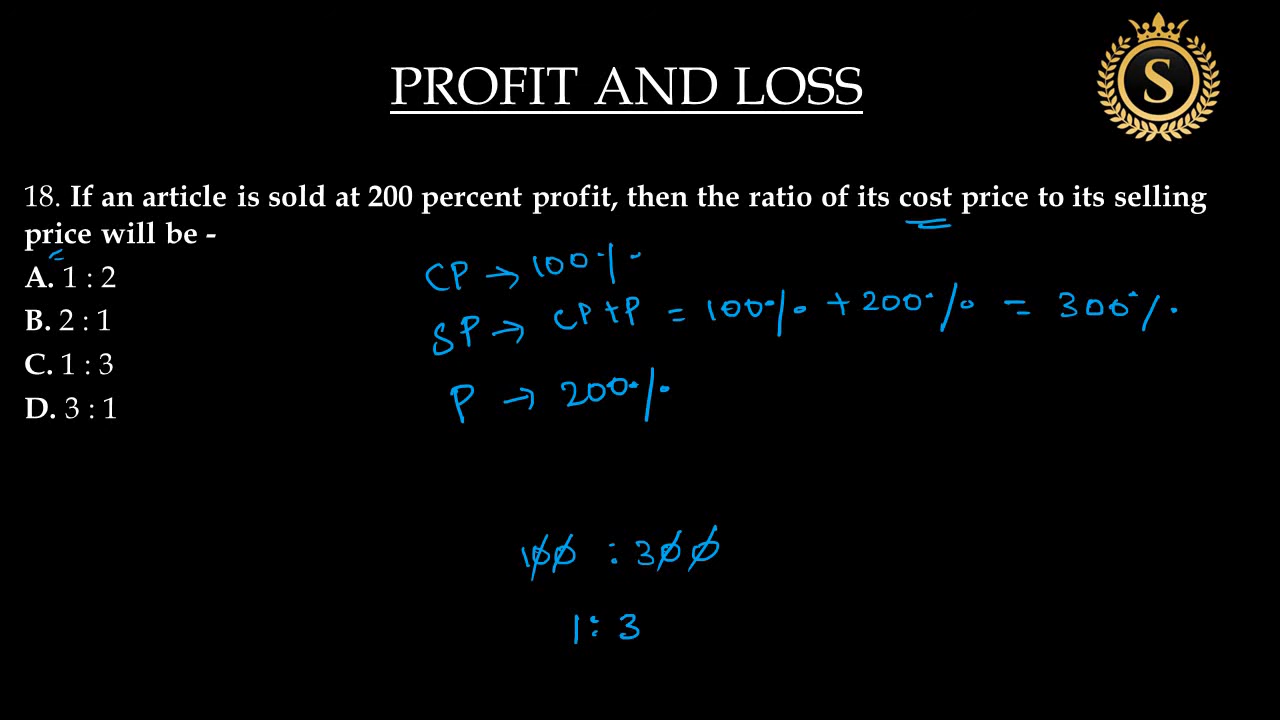 PROFIT AND LOSS
S
18. If an article is sold at 200 percent profit, then the ratio of its cost price to its selling
price will be -
A. 1 : 2
B. 2 : 1
C. 1 : 3
D. 3 : 1
CP → 100%
SP → CP+P = 100% + 200% = 300%
P → 200%
100 : 300
1 : 3